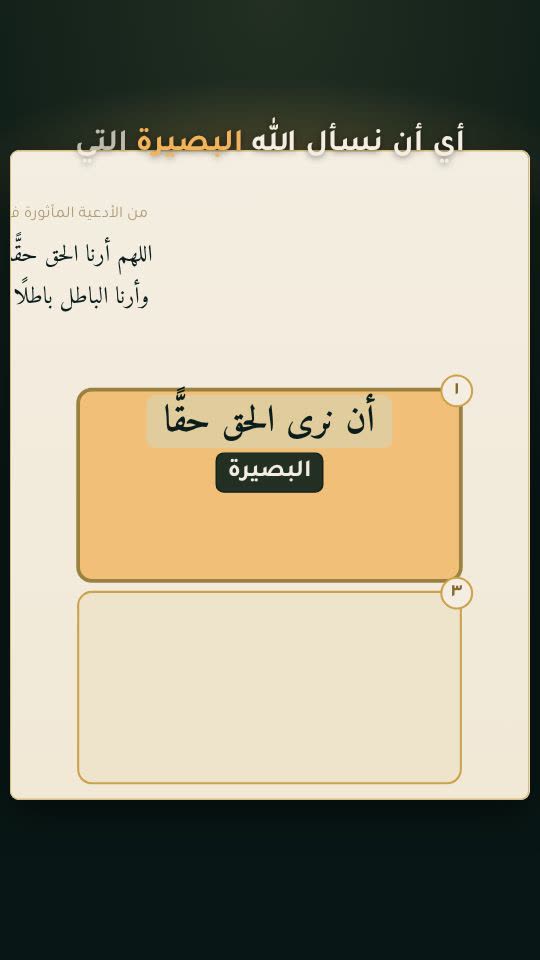 أي أن نسأل الله البصيرة التي
من الأدعية المأثورة
اللهم أرنا الحق حقًّا
وأرنا الباطل باطلًا
١
أن نرى الحق حقًّا
البصيرة
٣